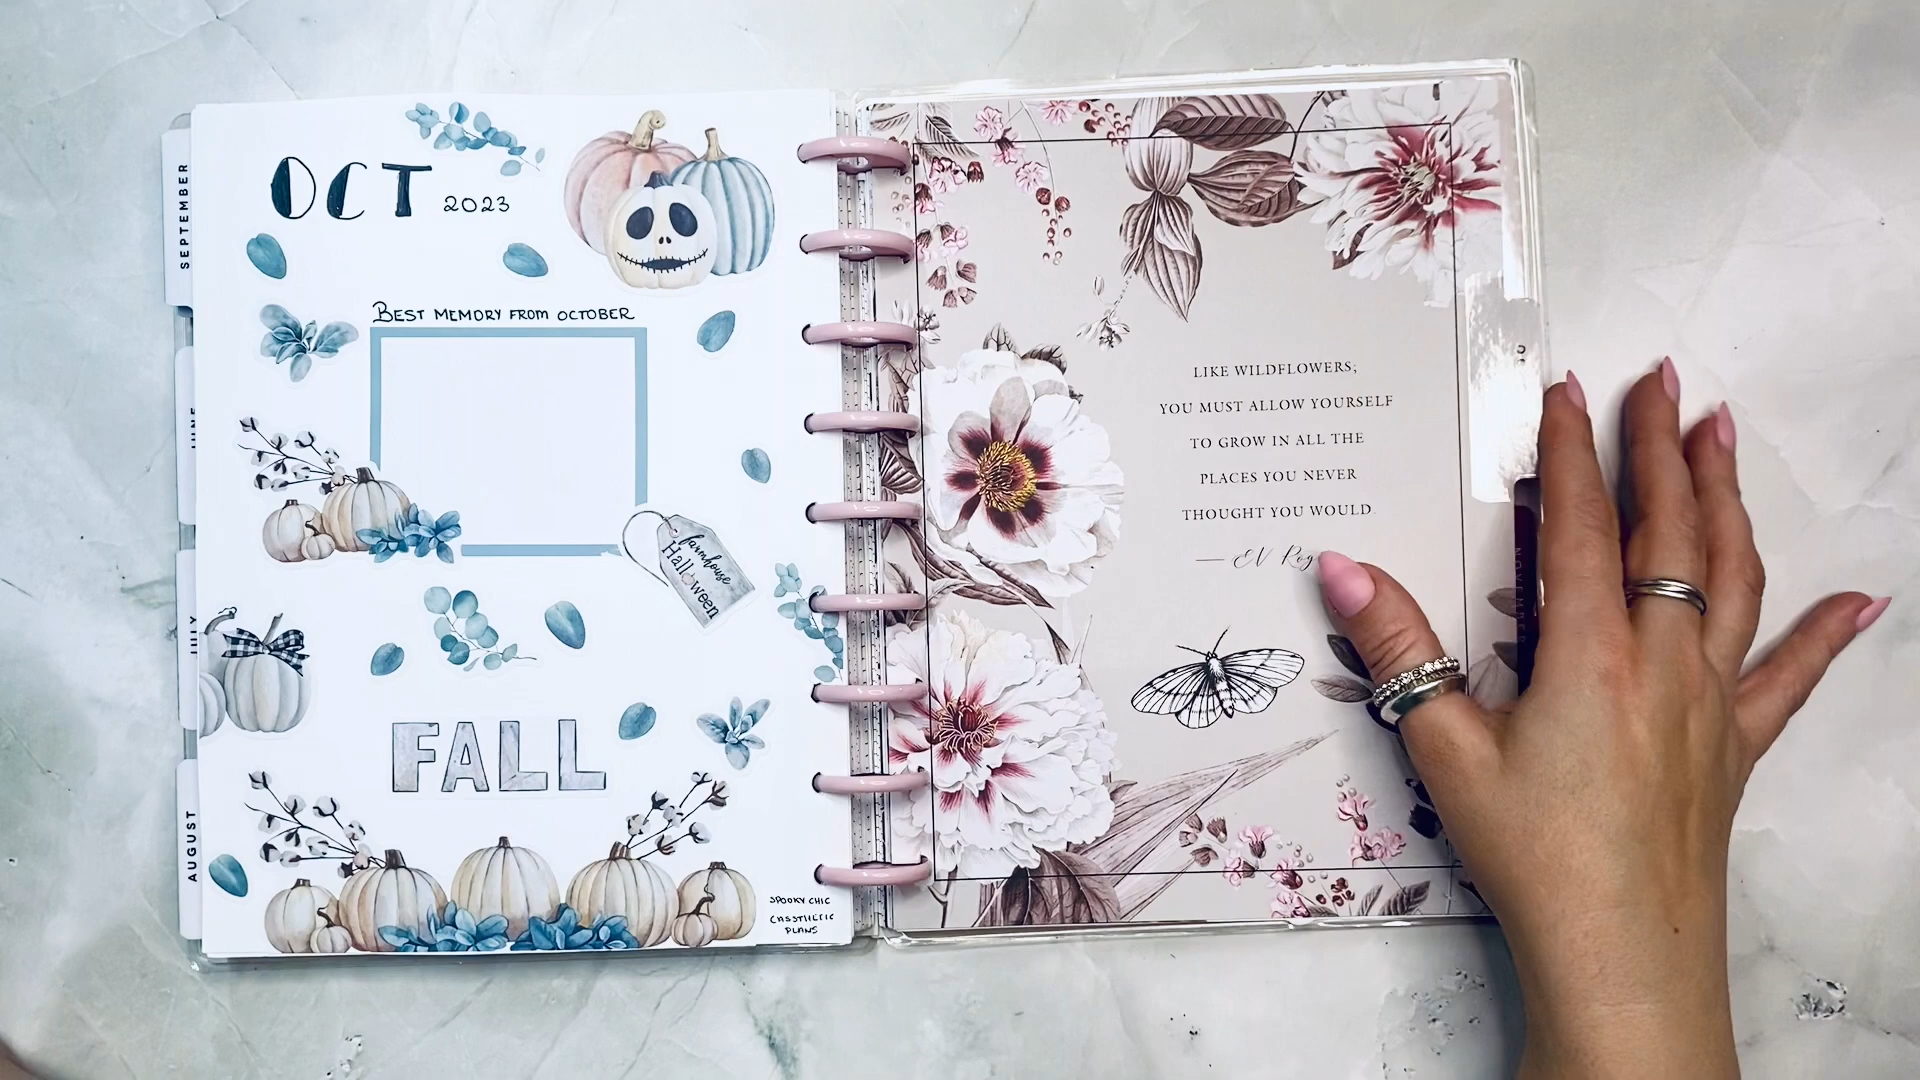 OCT 2023
BEST MEMORY FROM OCTOBER
farmhouse
Halloween
FALL
SPOOKY CHIC
PLANS
SEPTEMBER
JUNE
JULY
AUGUST
LIKE WILDFLOWERS,
YOU MUST ALLOW YOURSELF
TO GROW IN ALL THE
PLACES YOU NEVER
THOUGHT YOU WOULD.
— EV
NOVEMBER